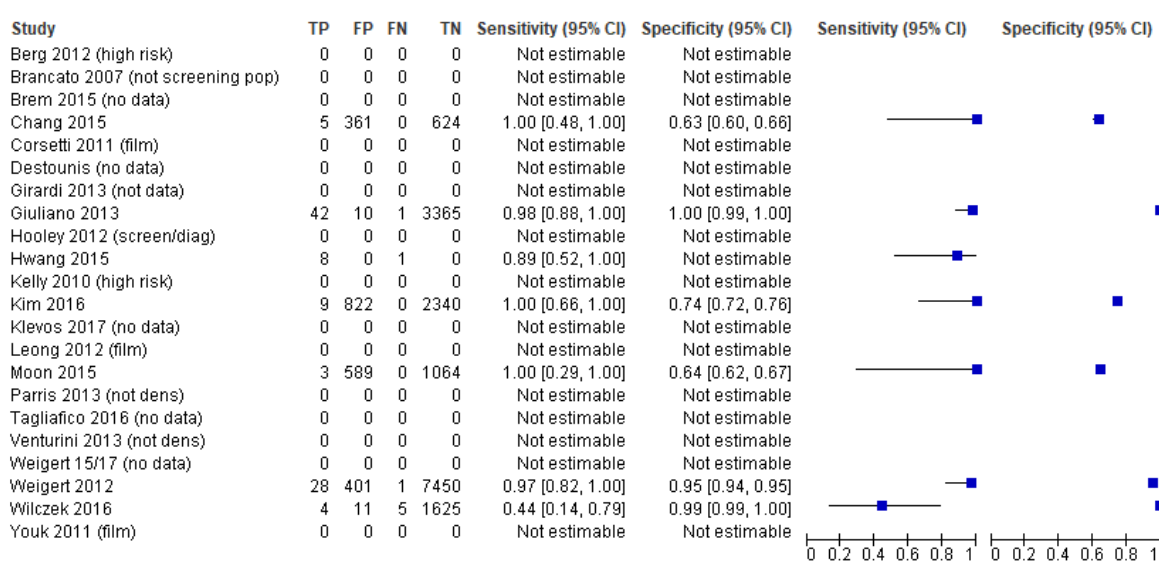 Study TP FP FN TN Sensitivity (95% CI) Specificity (95% CI) Sensitivity (95% CI) Specificity (95% CI)
Berg 2012 (high risk) 0 0 0 0 Not estimable Not estimable
Brancato 2007 (not screening pop) 0 0 0 0 Not estimable Not estimable
Brem 2015 (no data) 0 0 0 0 Not estimable Not estimable
Chang 2015 5 361 0 624 1.00 [0.48, 1.00] 0.63 [0.60, 0.66]
Corsetti 2011 (film) 0 0 0 0 Not estimable Not estimable
Destounis (no data) 0 0 0 0 Not estimable Not estimable
Girardi 2013 (not data) 0 0 0 0 Not estimable Not estimable
Giuliano 2013 42 10 1 3365 0.98 [0.88, 1.00] 1.00 [0.99, 1.00]
Hooley 2012 (screen/diag) 0 0 0 0 Not estimable Not estimable
Hwang 2015 8 0 1 0 0.89 [0.52, 1.00] Not estimable
Kelly 2010 (high risk) 0 0 0 0 Not estimable Not estimable
Kim 2016 9 822 0 2340 1.00 [0.66, 1.00] 0.74 [0.72, 0.76]
Klevos 2017 (no data) 0 0 0 0 Not estimable Not estimable
Leong 2012 (film) 0 0 0 0 Not estimable Not estimable
Moon 2015 3 589 0 1064 1.00 [0.29, 1.00] 0.64 [0.62, 0.67]
Parris 2013 (not dens) 0 0 0 0 Not estimable Not estimable
Tagliafico 2016 (no data) 0 0 0 0 Not estimable Not estimable
Venturini 2013 (not dens) 0 0 0 0 Not estimable Not estimable
Weigert 15/17 (no data) 0 0 0 0 Not estimable Not estimable
Weigert 2012 28 401 1 7450 0.97 [0.82, 1.00] 0.95 [0.94, 0.95]
Wilczek 2016 4 11 5 1625 0.44 [0.14, 0.79] 0.99 [0.99, 1.00]
Youk 2011 (film) 0 0 0 0 Not estimable Not estimable
0 0.2 0.4 0.6 0.8 1 0 0.2 0.4 0.6 0.8 1